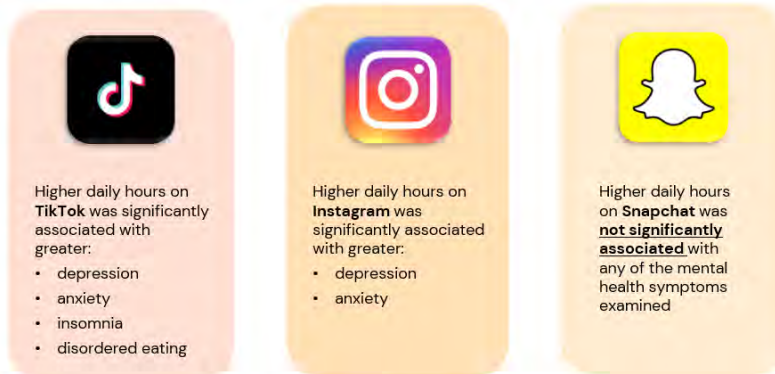 Higher daily hours on
TikTok was significantly
associated with
greater:
• depression
• anxiety
• insomnia
• disordered eating
Higher daily hours on
Instagram was
significantly associated
with greater:
• depression
• anxiety
Higher daily hours
on Snapchat was
not significantly
associated with
any of the mental
health symptoms
examined